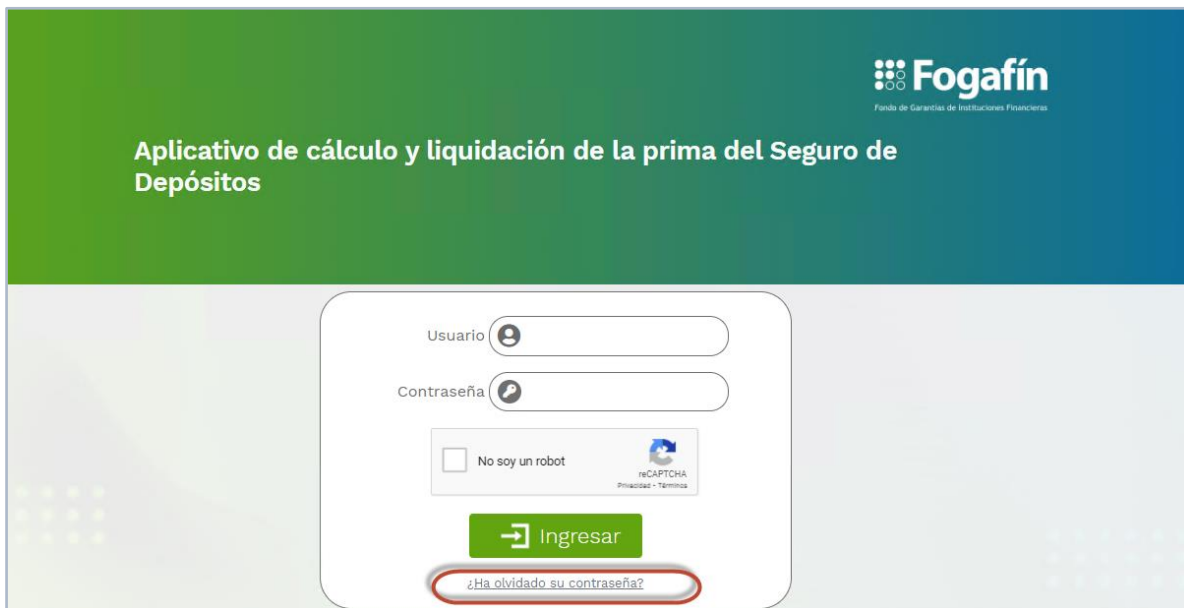 Fogafín
Fondo de Garantías de Instituciones Financieras
Aplicativo de cálculo y liquidación de la prima del Seguro de
Depósitos
Usuario
Contraseña
No soy un robot
reCAPTCHA
Privacidad - Términos
Ingresar
¿Ha olvidado su contraseña?